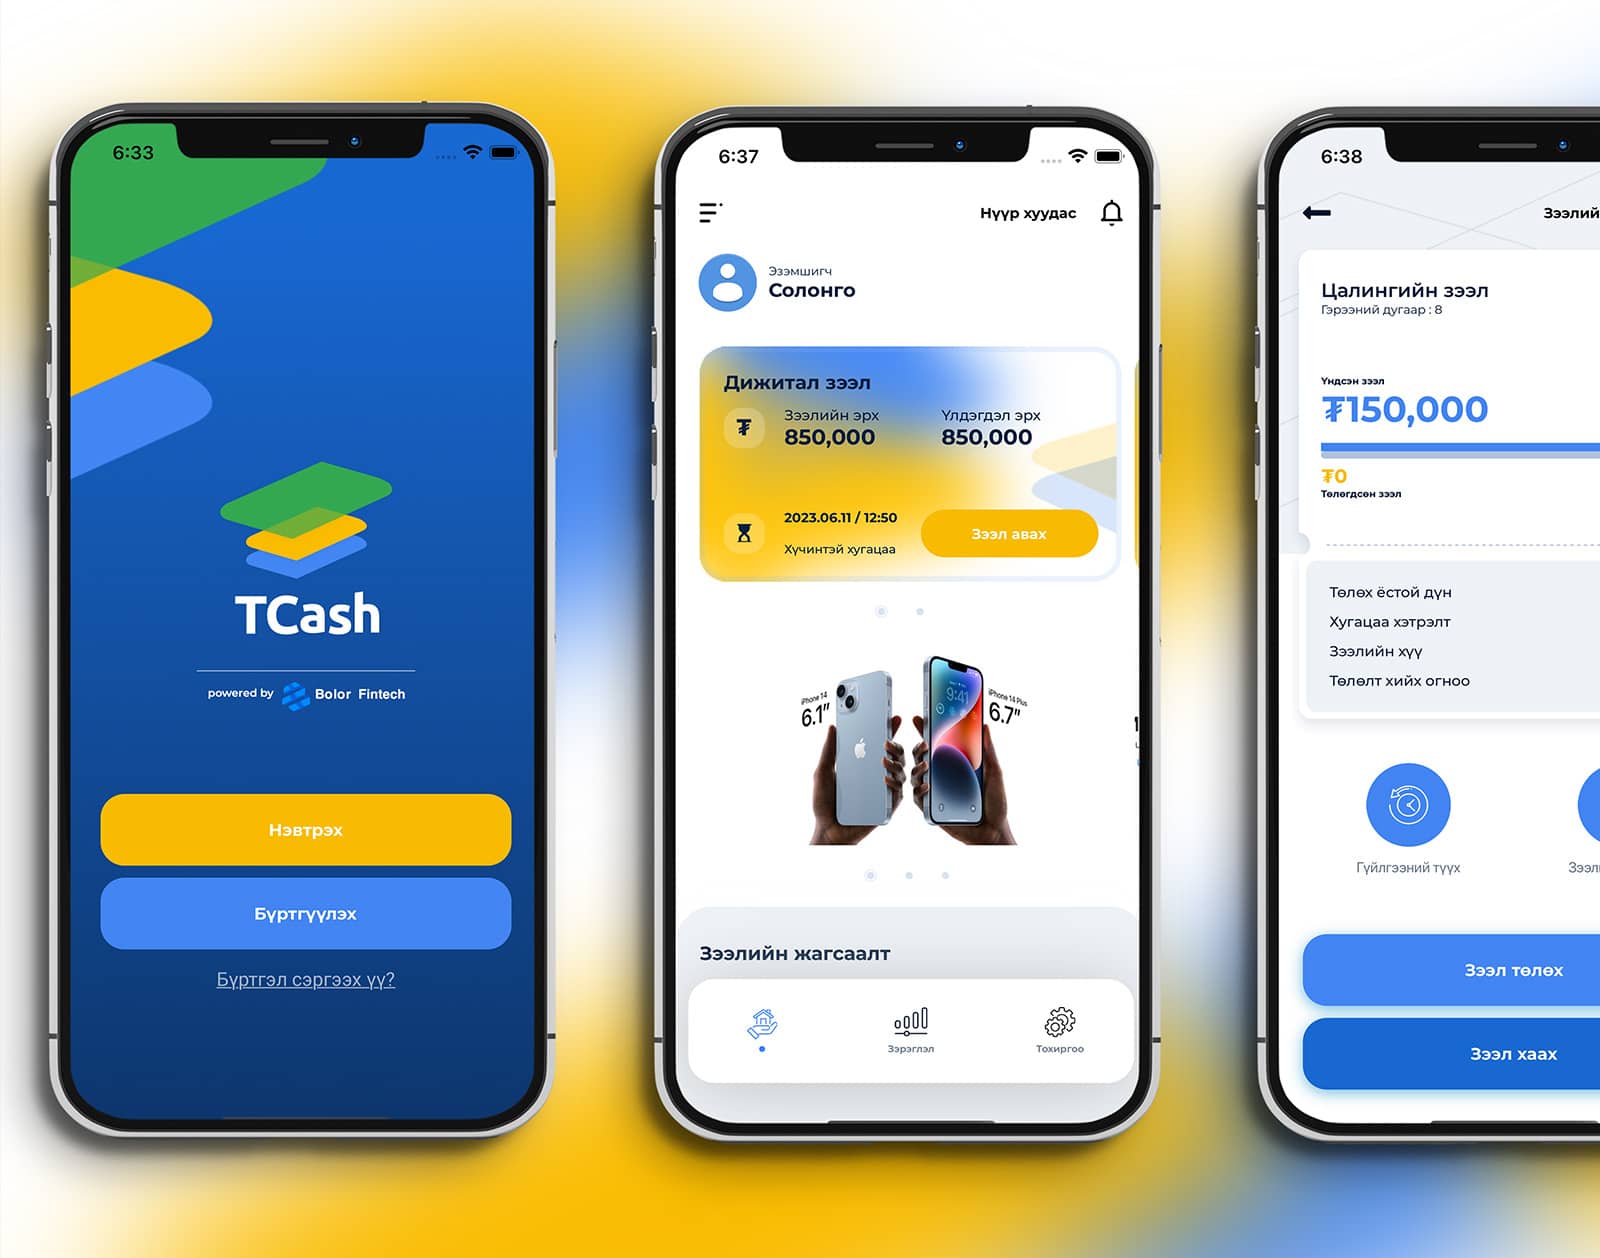 6:33
TCash
powered by Bolor Fintech
Нэвтрэх
Бүртгүүлэх
Бүртгэл сэргээх үү?
6:37
Нүүр хуудас
Эзэмшигч
Солонго
Дижитал зээл
Зээлийн эрх Үлдэгдэл эрх
₮ 850,000 850,000
2023.06.11 / 12:50
Хүчинтэй хугацаа
Зээл авах
iPhone 14
6.1"
iPhone 14 Plus
6.7"
9:41
Зээлийн жагсаалт
Зэрэглэл
Тохиргоо
6:38
Зээлий
Цалингийн зээл
Гэрээний дугаар : 8
Үндсэн зээл
₮150,000
₮0
Төлөгдсөн зээл
Төлөх ёстой дүн
Хугацаа хэтрэлт
Зээлийн хүү
Төлөлт хийх огноо
Гүйлгээний түүх
Зээл
Зээл төлөх
Зээл хаах